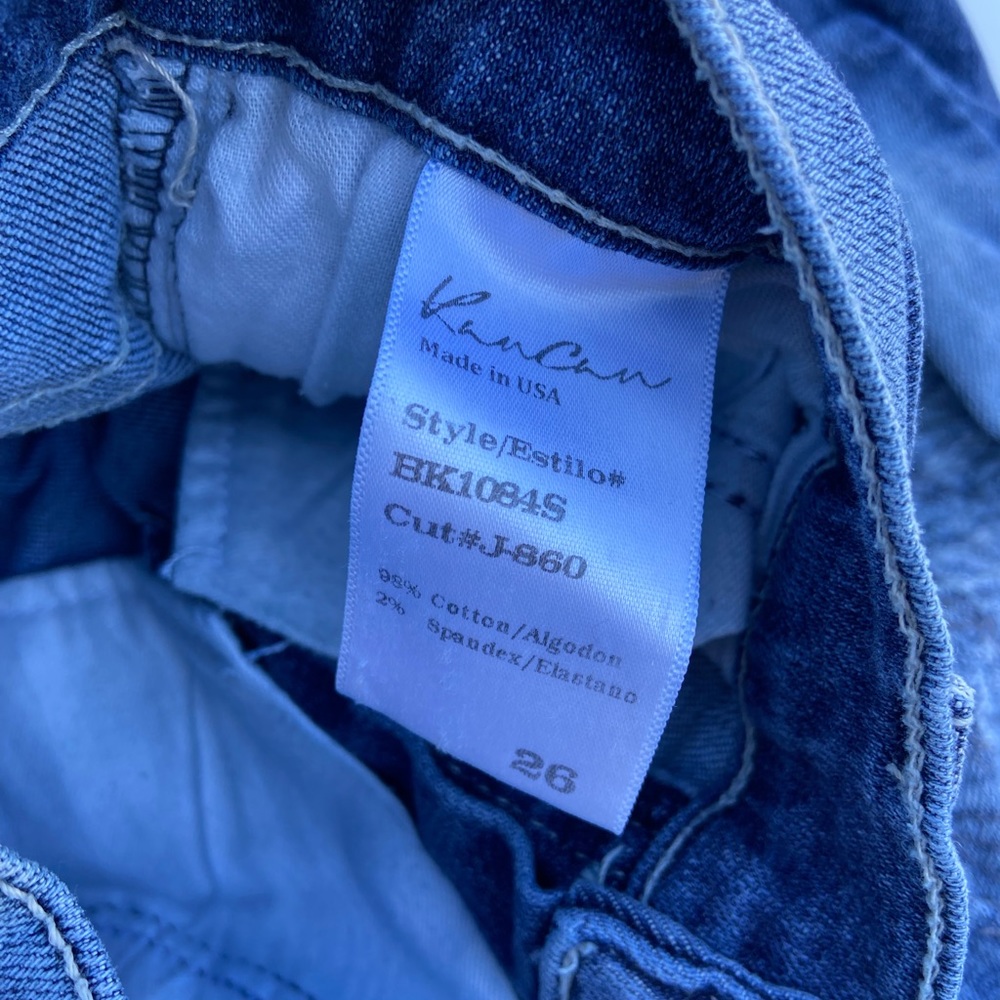 KanCan
Made in USA
Style/Estilo#
BK1084S
Cut#J-860
98% Cotton/Algodon
2% Spandex/Elastano
26